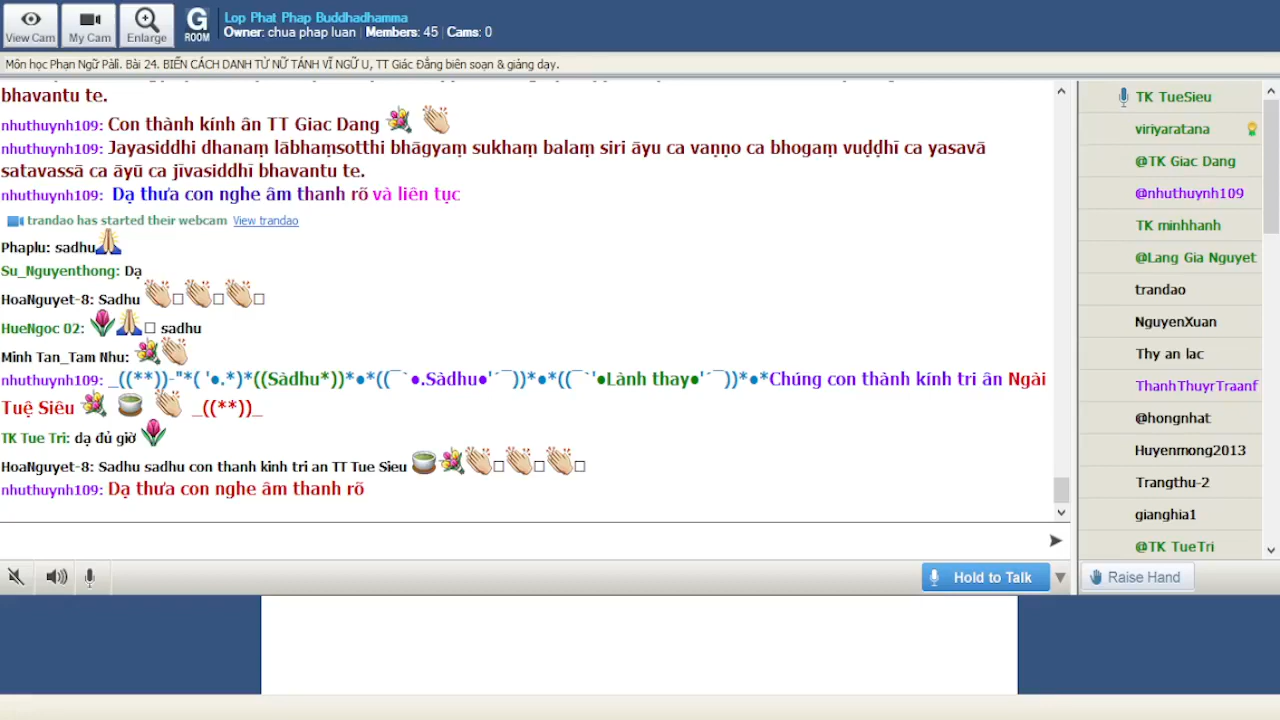 View Cam
My Cam
Enlarge
G ROOM
Lop Phat Phap Buddhadhamma
Owner: chua phap luan Members: 45 Cams: 0
Môn học Phạn Ngữ Pāli. Bài 24. BIẾN CÁCH DANH TỪ NỮ TÁNH VĨ NGỮ U, TT Giác Đẳng biên soạn & giảng dạy.
bhavantu te.
nhuthuynh109: Con thành kính ân TT Giac Dang
nhuthuynh109: Jayasiddhi dhanaṃ lābhaṃsotthi bhāgyaṃ sukhaṃ balaṃ siri āyu ca vaṇṇo ca bhogaṃ vuḍḍhī ca yasavā
satavassā ca āyū ca jīvasiddhi bhavantu te.
nhuthuynh109: Dạ thưa con nghe âm thanh rõ và liên tục
trandao has started their webcam View trandao
Phaplu: sadhu
Su_Nguyenthong: Dạ
HoaNguyet-8: Sadhu
HueNgoc 02: sadhu
Minh Tan_Tam Nhu:
nhuthuynh109: _((**))-"*( '●.*)*((Sàdhu*))*●*((¯`●.Sàdhu●'´¯))*●*((¯`'●Lành thay●'´¯))*●*Chúng con thành kính tri ân Ngài
Tuệ Siêu _((**))_
TK Tue Tri: dạ đủ giờ
HoaNguyet-8: Sadhu sadhu con thanh kinh tri an TT Tue Sieu
nhuthuynh109: Dạ thưa con nghe âm thanh rõ
Hold to Talk
TK TueSieu
viriyaratana
@TK Giac Dang
@nhuthuynh109
TK minhhanh
@Lang Gia Nguyet
trandao
NguyenXuan
Thy an lac
ThanhThuyrTraanf
@hongnhat
Huyenmong2013
Trangthu-2
gianghia1
@TK TueTri
Raise Hand